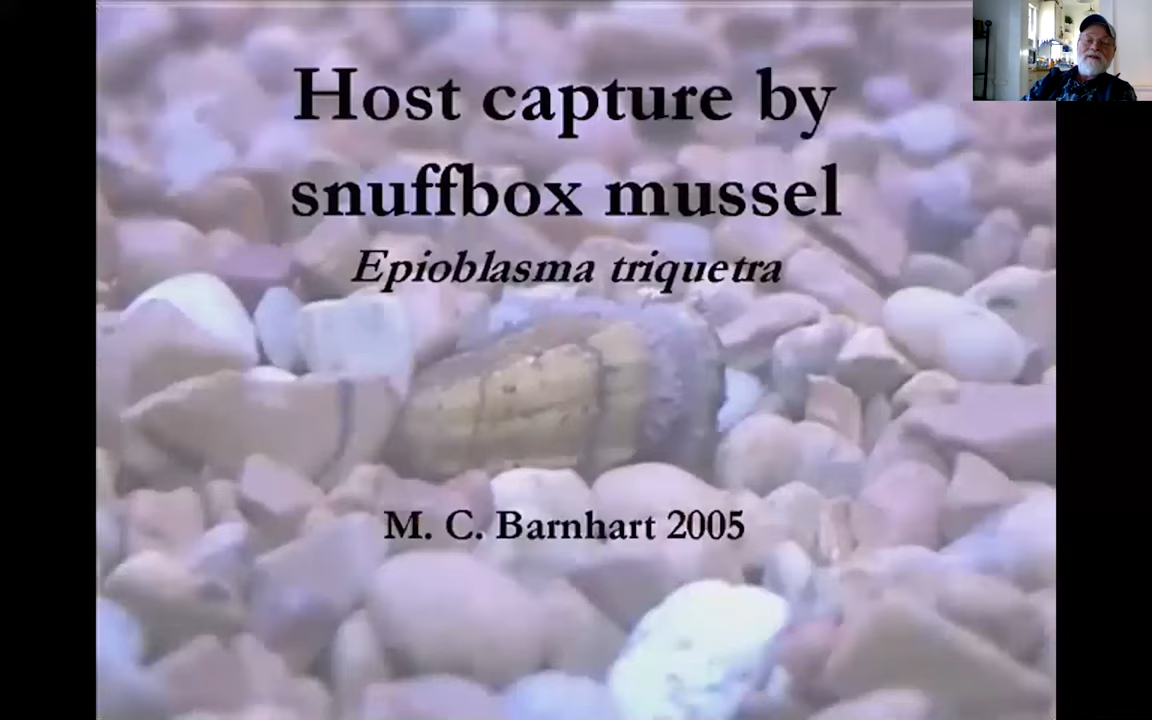 Host capture by
snuffbox mussel
Epioblasma triquetra
M. C. Barnhart 2005